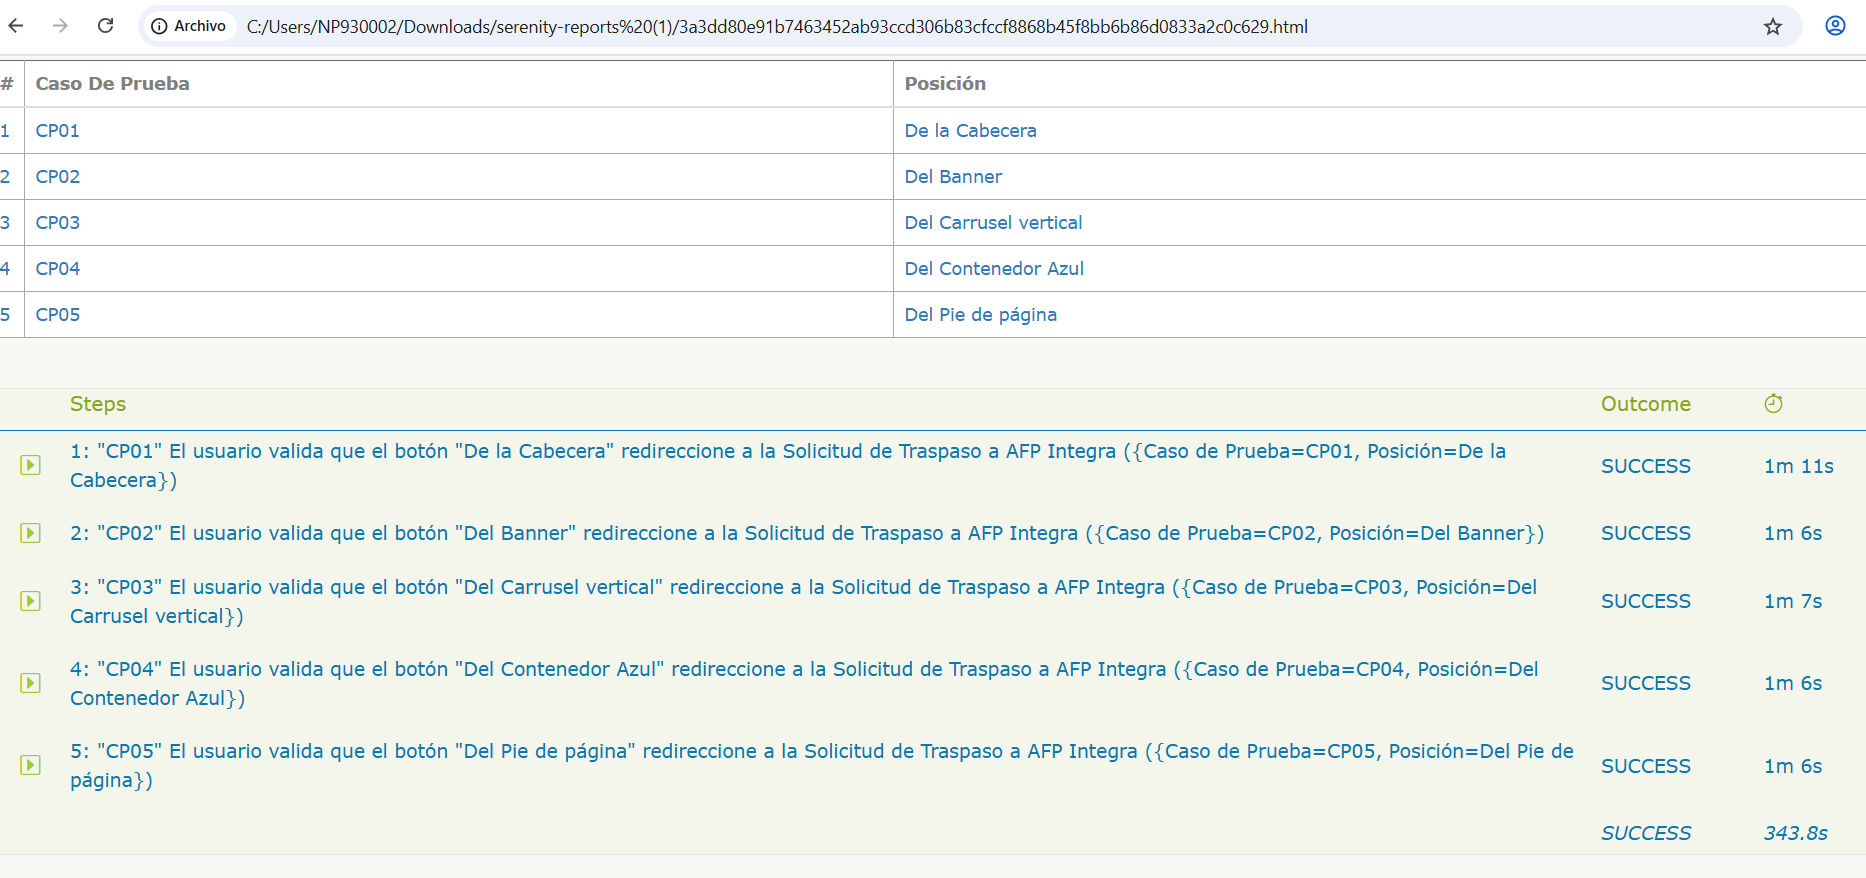 Archivo C:/Users/NP930002/Downloads/serenity-reports%20(1)/3a3dd80e91b7463452ab93ccd306b83cfccf8868b45f8bb6b86d0833a2c0c629.html
# Caso De Prueba Posición
1 CP01 De la Cabecera
2 CP02 Del Banner
3 CP03 Del Carrusel vertical
4 CP04 Del Contenedor Azul
5 CP05 Del Pie de página
Steps Outcome
1: "CP01" El usuario valida que el botón "De la Cabecera" redireccione a la Solicitud de Traspaso a AFP Integra ({Caso de Prueba=CP01, Posición=De la
Cabecera}) SUCCESS 1m 11s
2: "CP02" El usuario valida que el botón "Del Banner" redireccione a la Solicitud de Traspaso a AFP Integra ({Caso de Prueba=CP02, Posición=Del Banner}) SUCCESS 1m 6s
3: "CP03" El usuario valida que el botón "Del Carrusel vertical" redireccione a la Solicitud de Traspaso a AFP Integra ({Caso de Prueba=CP03, Posición=Del
Carrusel vertical}) SUCCESS 1m 7s
4: "CP04" El usuario valida que el botón "Del Contenedor Azul" redireccione a la Solicitud de Traspaso a AFP Integra ({Caso de Prueba=CP04, Posición=Del
Contenedor Azul}) SUCCESS 1m 6s
5: "CP05" El usuario valida que el botón "Del Pie de página" redireccione a la Solicitud de Traspaso a AFP Integra ({Caso de Prueba=CP05, Posición=Del Pie de
página}) SUCCESS 1m 6s
SUCCESS 343.8s